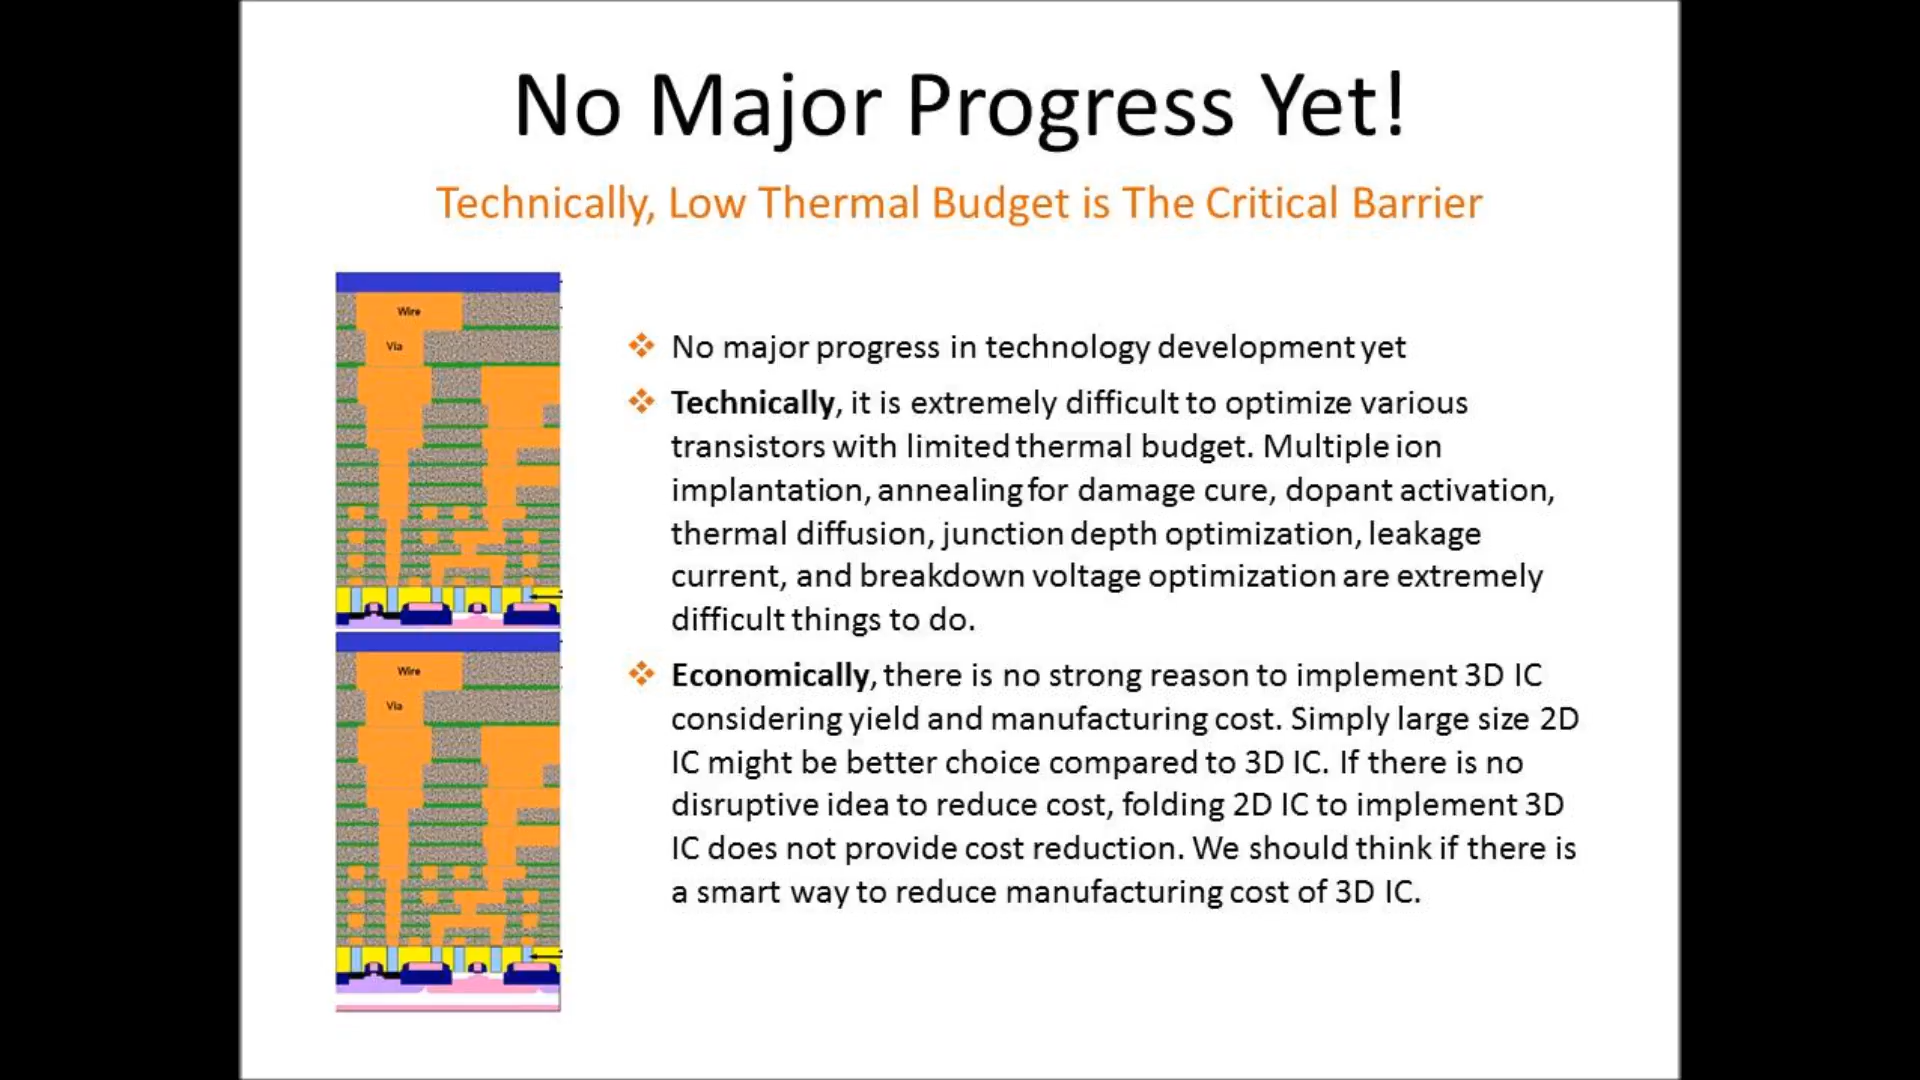 No Major Progress Yet!
Technically, Low Thermal Budget is The Critical Barrier
Wire
Via
No major progress in technology development yet
Technically, it is extremely difficult to optimize various
transistors with limited thermal budget. Multiple ion
implantation, annealing for damage cure, dopant activation,
thermal diffusion, junction depth optimization, leakage
current, and breakdown voltage optimization are extremely
difficult things to do.
Wire
Via
Economically, there is no strong reason to implement 3D IC
considering yield and manufacturing cost. Simply large size 2D
IC might be better choice compared to 3D IC. If there is no
disruptive idea to reduce cost, folding 2D IC to implement 3D
IC does not provide cost reduction. We should think if there is
a smart way to reduce manufacturing cost of 3D IC.